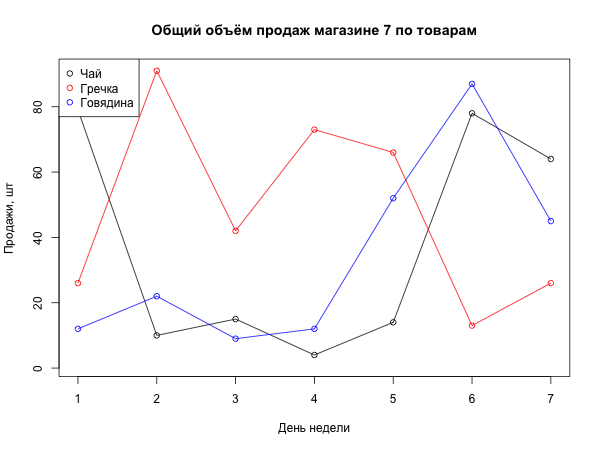 Общий объём продаж магазине 7 по товарам
Чай
Гречка
Говядина
Продажи, шт
80
60
40
20
0
1 2 3 4 5 6 7
День недели